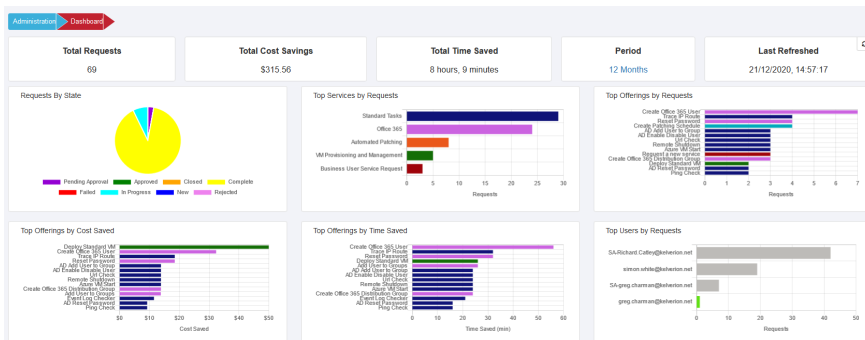 Administration
Dashboard
Total Requests
69
Total Cost Savings
$315.56
Total Time Saved
8 hours, 9 minutes
Period
12 Months
Last Refreshed
21/12/2020, 14:57:17
Requests By State
Pending Approval
Approved
Closed
Complete
Failed
In Progress
New
Rejected
Top Services by Requests
Standard Tasks
Office 365
Automated Patching
VM Provisioning and Management
Business User Service Request
0 5 10 15 20 25 30
Requests
Top Offerings by Requests
Create Office 365 User
Trace IP Route
Reset Password
Create Patching Schedule
AD Add User to Group
AD Enable Disable User
Url Check
Remote Shutdown
Azure VM Start
Request a new service
Create Office 365 Distribution Group
Deploy Standard VM
AD Reset Password
Ping Check
0 1 2 3 4 5 6 7
Requests
Top Offerings by Cost Saved
Deploy Standard VM
Create Office 365 User
Trace IP Route
Reset Password
AD Add User to Group
AD Enable Disable User
Url Check
Remote Shutdown
Azure VM Start
Create Office 365 Distribution Group
Add User to Groups
Event Log Checker
AD Reset Password
Ping Check
$0 $10 $20 $30 $40 $50
Cost Saved
Top Offerings by Time Saved
Create Office 365 User
Trace IP Route
Reset Password
Deploy Standard VM
Add User to Groups
AD Add User to Group
AD Enable Disable User
Url Check
Remote Shutdown
Azure VM Start
Create Office 365 Distribution Group
Event Log Checker
AD Reset Password
Ping Check
0 10 20 30 40 50 60
Time Saved (min)
Top Users by Requests
SA-Richard.Catley@kelverion.net
simon.white@kelverion.net
SA-greg.charman@kelverion.net
greg.charman@kelverion.net
0 10 20 30 40 50
Requests